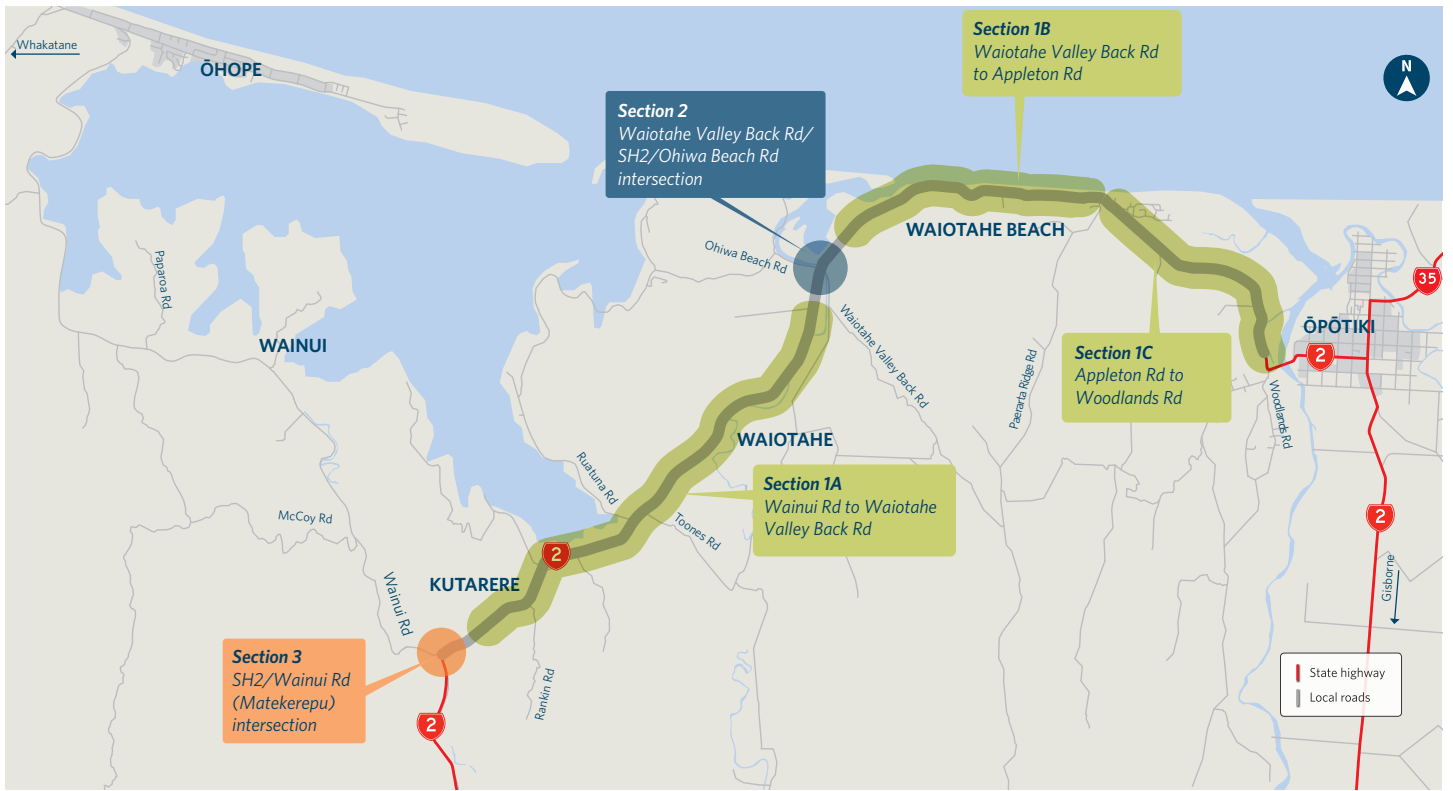 Whakatane
ŌHOPE
Section 1B
Waiotahe Valley Back Rd
to Appleton Rd
N
Section 2
Waiotahe Valley Back Rd/
SH2/Ohiwa Beach Rd
intersection
WAIOTAHE BEACH
Ohiwa Beach Rd
Paparoa Rd
35
WAINUI
Waiotahe Valley Back Rd
ŌPŌTIKI
2
Section 1C
Appleton Rd to
Woodlands Rd
Paerarta Ridge Rd
Woodlands Rd
WAIOTAHE
Ruatuna Rd
Section 1A
Wainui Rd to Waiotahe
Valley Back Rd
McCoy Rd
Toones Rd
2
2
KUTARERE
Wainui Rd
Gisborne
Section 3
SH2/Wainui Rd
(Matekerepu)
intersection
Rankin Rd
2
State highway
Local roads